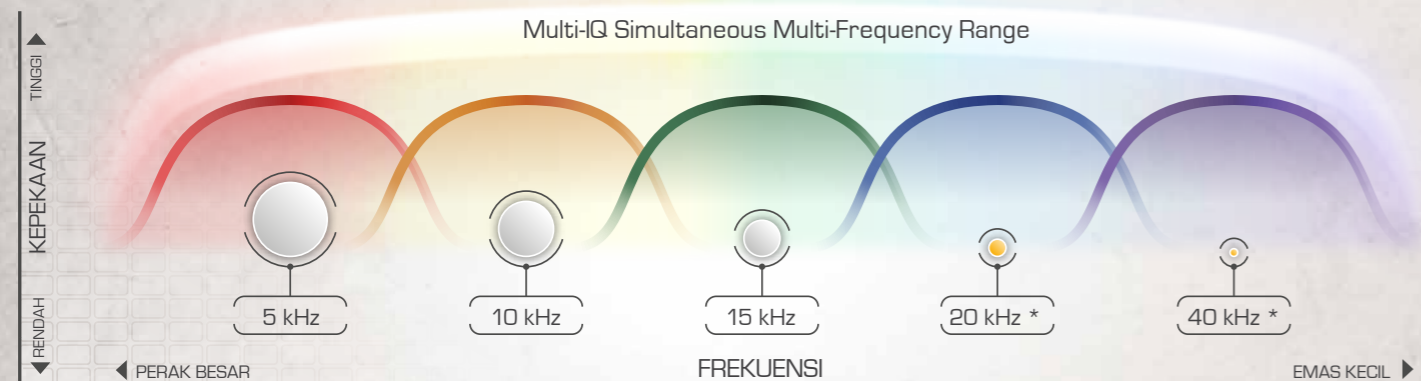 Multi-IQ Simultaneous Multi-Frequency Range
TINGGI
KEPEKAAN
RENDAH
5 kHz
10 kHz
15 kHz
20 kHz *
40 kHz *
PERAK BESAR
FREKUENSI
EMAS KECIL